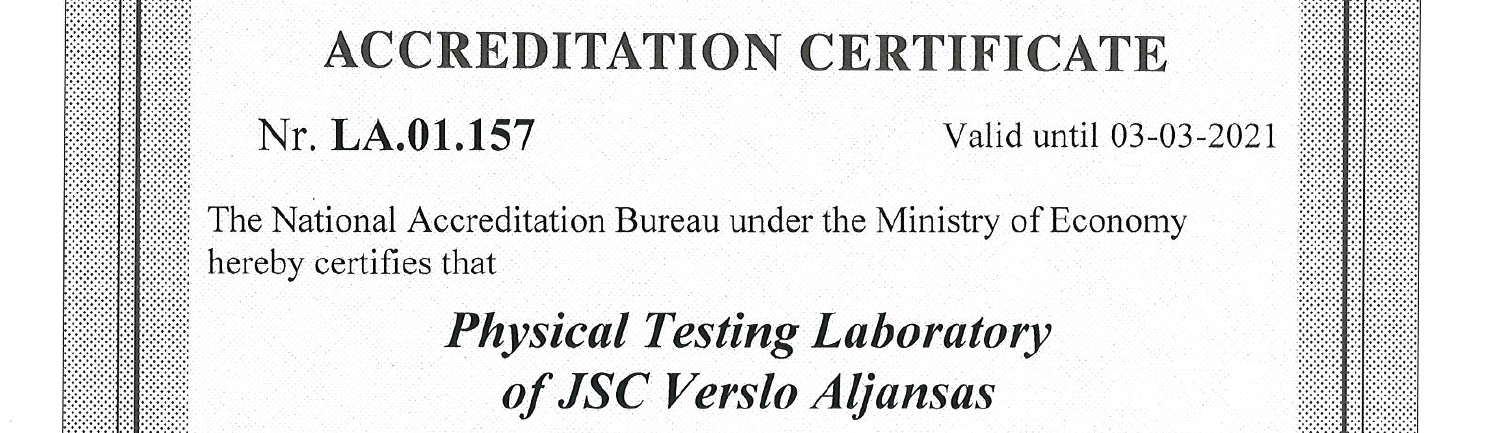 ACCREDITATION CERTIFICATE
Nr. LA.01.157 Valid until 03-03-2021
The National Accreditation Bureau under the Ministry of Economy
hereby certifies that
Physical Testing Laboratory
of JSC Verslo Aljansas